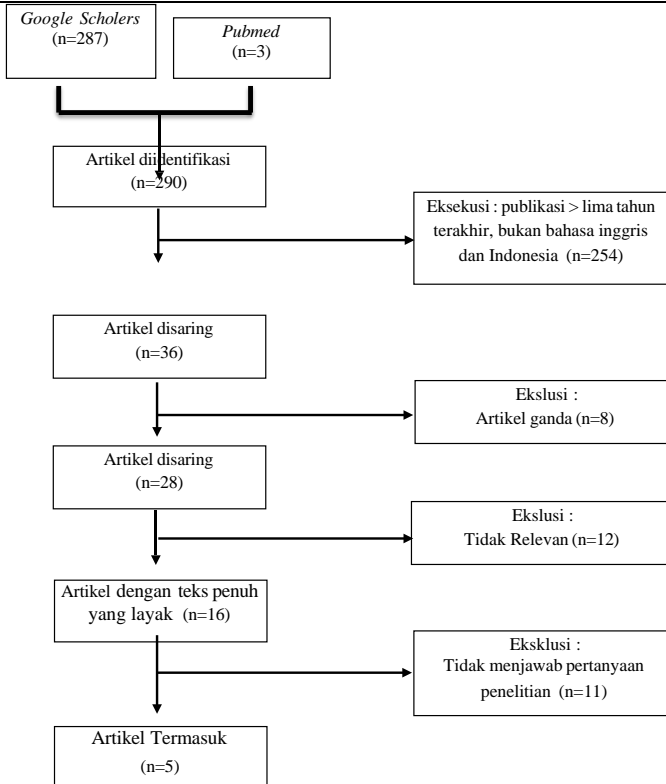 Google Scholers
(n=287)
Pubmed
(n=3)
Artikel diidentifikasi
(n=290)
Eksekusi : publikasi > lima tahun
terakhir, bukan bahasa inggris
dan Indonesia (n=254)
Artikel disaring
(n=36)
Ekslusi :
Artikel ganda (n=8)
Artikel disaring
(n=28)
Ekslusi :
Tidak Relevan (n=12)
Artikel dengan teks penuh
yang layak (n=16)
Eksklusi :
Tidak menjawab pertanyaan
penelitian (n=11)
Artikel Termasuk
(n=5)